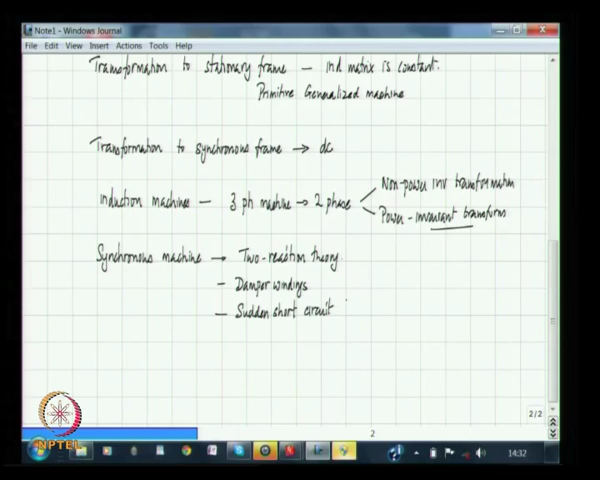 Note1 - Windows Journal
File Edit View Insert Actions Tools Help
Transformation to stationary frame – ind matrix is constant.
Primitive Generalized machine
Transformation to synchronous frame → dc
Induction machines – 3 ph machine → 2 phase
Non-power inv transformation
Power-invariant transforms
Synchronous machine → Two-reaction theory
– Damper windings
– Sudden short circuit
2/2
2
NPTEL
14:32